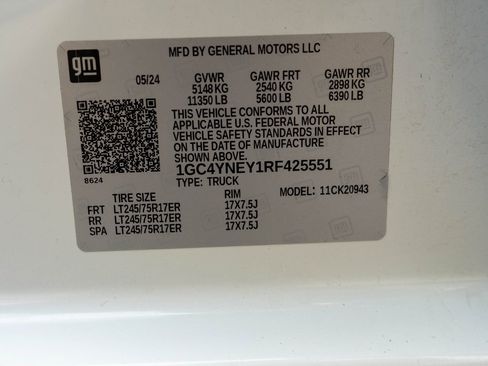 gm
MFD BY GENERAL MOTORS LLC
05/24 GVWR GAWR FRT GAWR RR
5148 KG 2540 KG 2898 KG
11350 LB 5600 LB 6390 LB
THIS VEHICLE CONFORMS TO ALL
APPLICABLE U.S. FEDERAL MOTOR
VEHICLE SAFETY STANDARDS IN EFFECT
ON THE DATE OF MANUFACTURE
SHOWN ABOVE.
8624 1GC4YNEY1RF425551
TYPE: TRUCK
TIRE SIZE RIM MODEL: 11CK20943
FRT LT245/75R17ER 17X7.5J
RR LT245/75R17ER 17X7.5J
SPA LT245/75R17ER 17X7.5J